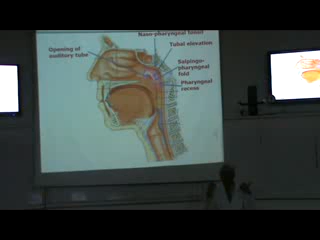 Naso-pharyngeal tonsil
Opening of
auditory tube
Tubal elevation
Salpingo-
pharyngeal
fold
Pharyngeal
recess